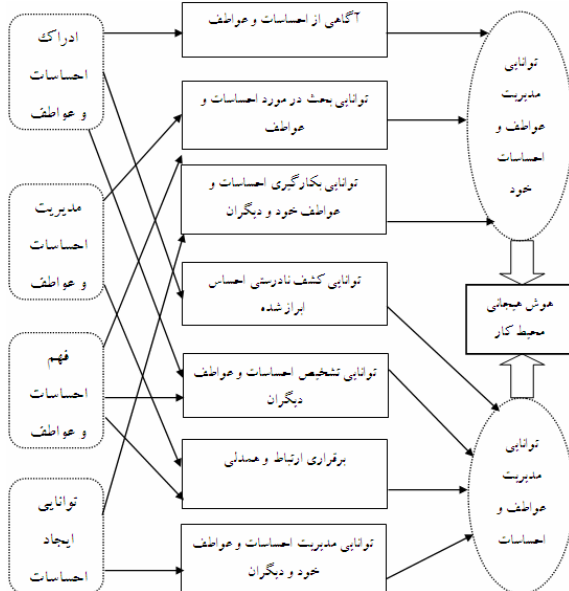 ادراك
احساسات
و عواطف
مدیریت
احساسات
و عواطف
فهم
احساسات
و عواطف
توانایی
ایجاد
احساسات
آگاهی از احساسات و عواطف
توانایی بحث در مورد احساسات و
عواطف
توانایی بکارگیری احساسات و
عواطف خود و دیگران
توانایی کشف نادرستی احساس
ابراز شده
توانایی تشخیص احساسات و عواطف
دیگران
برقراری ارتباط و همدلی
توانایی مدیریت احساسات و عواطف
خود و دیگران
توانایی
مدیریت
عواطف و
احساسات
خود
هوش هیجانی
محیط کار
توانایی
مدیریت
عواطف و
احساسات